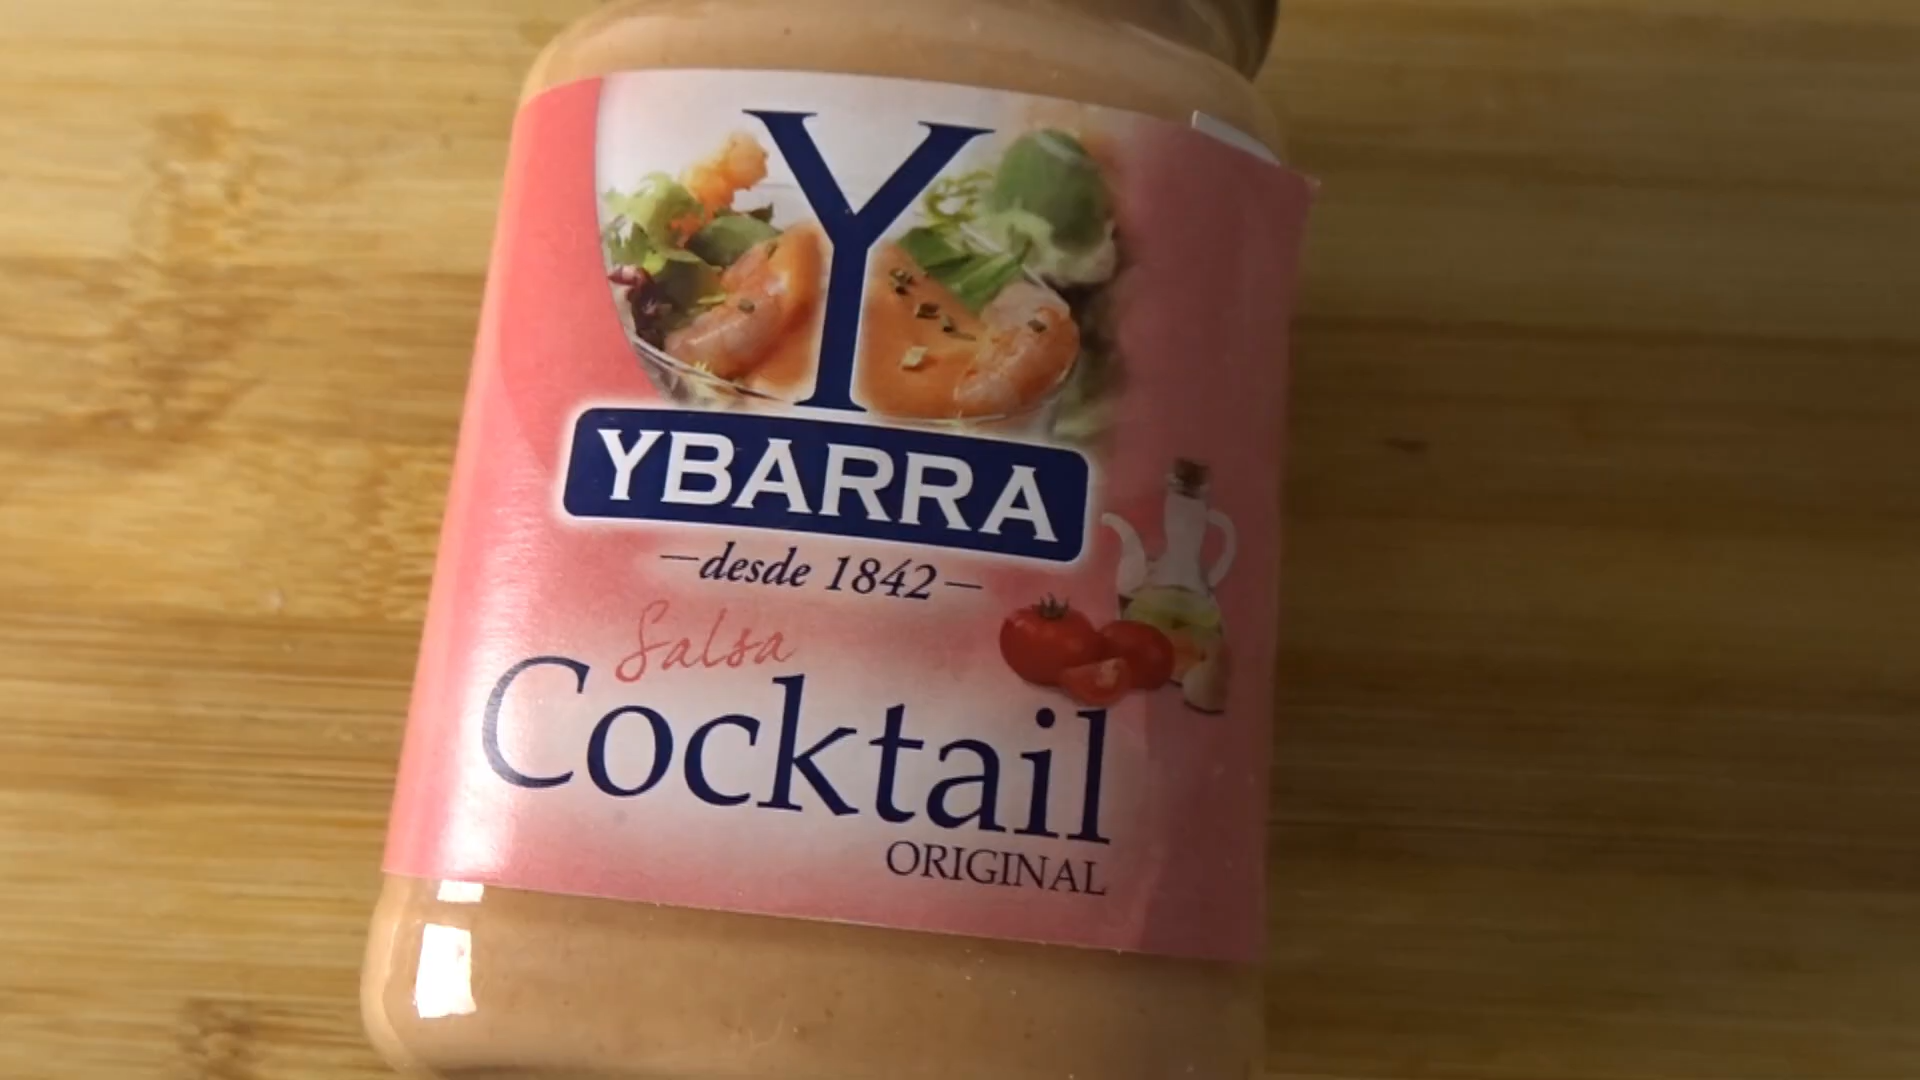 Y
YBARRA
—desde 1842—
Salsa
Cocktail
ORIGINAL